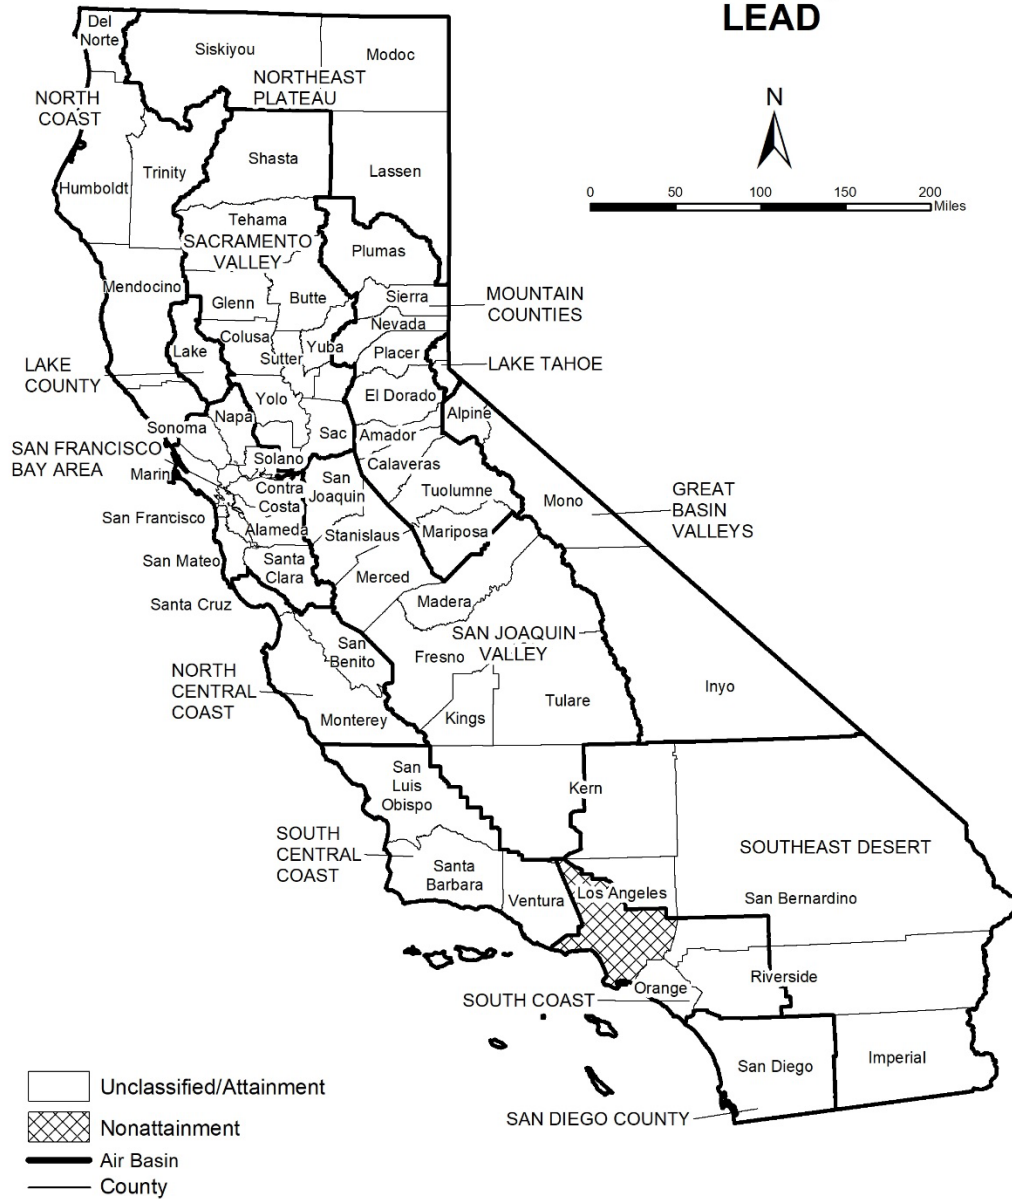 LEAD
N
0 50 100 150 200
Miles
Del
Norte
Siskiyou
Modoc
NORTHEAST
PLATEAU
NORTH
COAST
Shasta
Trinity
Lassen
Humboldt
Tehama
SACRAMENTO
VALLEY
Plumas
Mendocino
Glenn
Butte
Sierra
MOUNTAIN
COUNTIES
Nevada
Colusa
Sutter
Yuba
Lake
Placer
LAKE TAHOE
LAKE
COUNTY
Yolo
El Dorado
Napa
Alpine
Sonoma
Sac
Amador
SAN FRANCISCO
BAY AREA
Solano
Calaveras
Marin
San
Joaquin
Contra
Costa
Tuolumne
Mono
GREAT
BASIN
VALLEYS
San Francisco
Alameda
Stanislaus
Mariposa
San Mateo
Santa
Clara
Merced
Santa Cruz
Madera
SAN JOAQUIN
VALLEY
San
Benito
Fresno
NORTH
CENTRAL
COAST
Inyo
Tulare
Monterey
Kings
San
Luis
Obispo
Kern
SOUTH
CENTRAL
COAST
SOUTHEAST DESERT
Santa
Barbara
Ventura
Los Angeles
San Bernardino
Riverside
Orange
SOUTH COAST
San Diego
Imperial
SAN DIEGO COUNTY
Unclassified/Attainment
Nonattainment
Air Basin
County